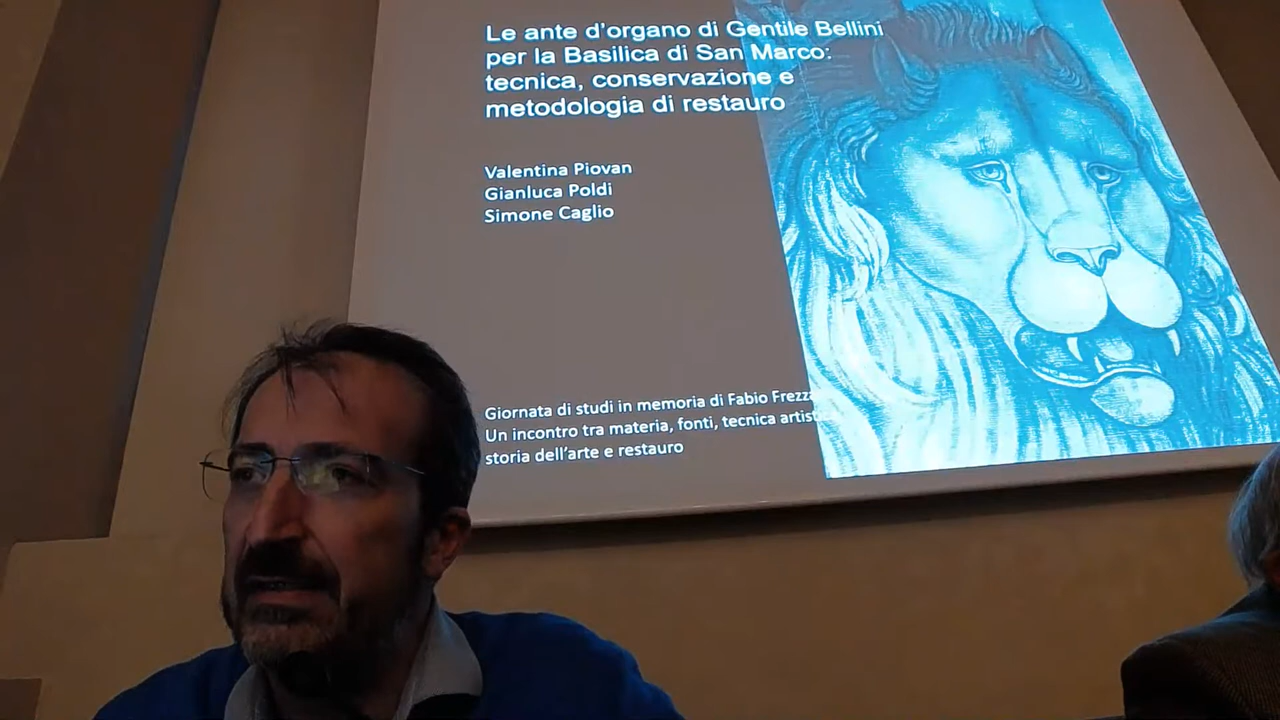 Le ante d'organo di Gentile Bellini
per la Basilica di San Marco:
tecnica, conservazione e
metodologia di restauro
Valentina Piovan
Gianluca Poldi
Simone Caglio
Giornata di studi in memoria di Fabio
Un incontro tra materia, fonti, tecnica
storia dell'arte e restauro